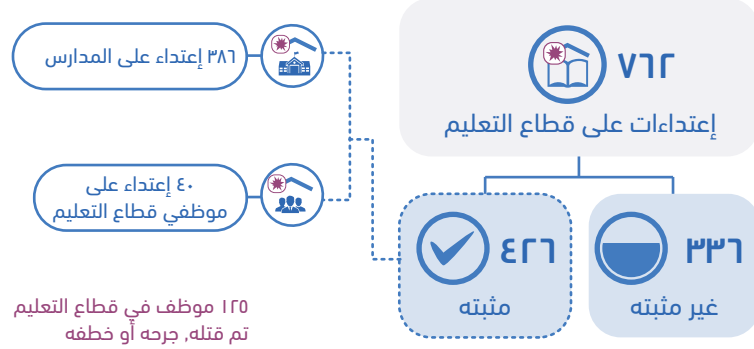 ٧٦٢
إعتداءات على قطاع التعليم
٣٣٦
غير مثبته
٤٢٦
مثبته
٣٨٦ إعتداء على المدارس
٤٠ إعتداء على
موظفي قطاع التعليم
١٢٥ موظف في قطاع التعليم
تم قتله, جرحه أو خطفه